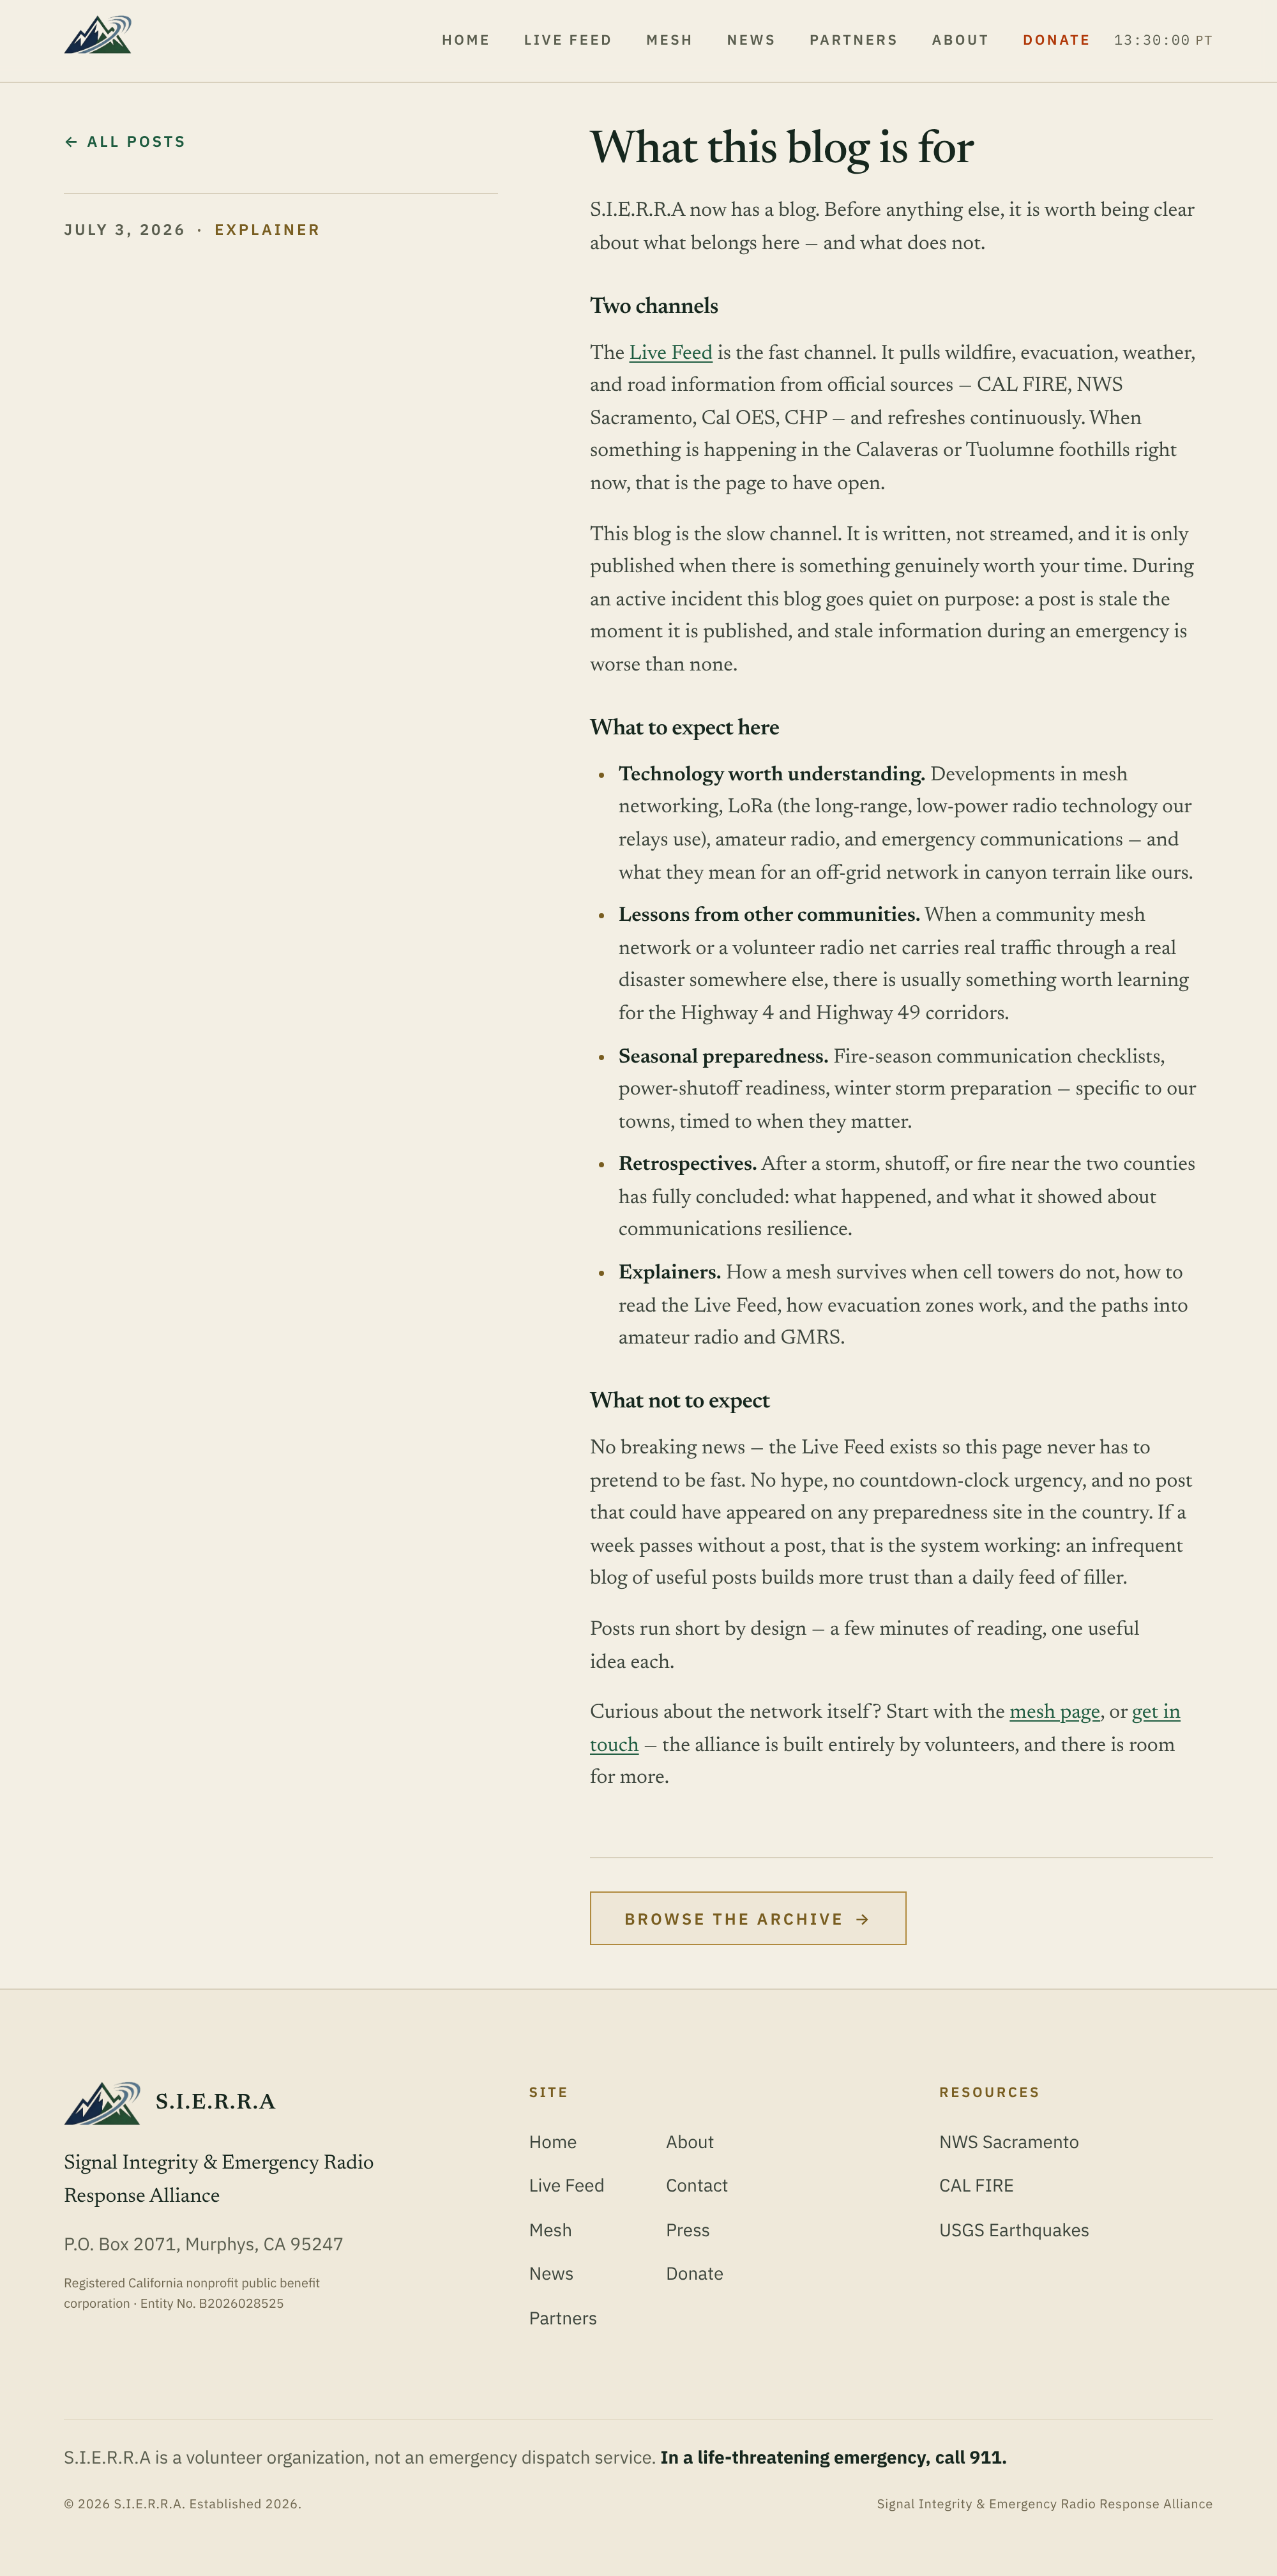 HOME LIVE FEED MESH NEWS PARTNERS ABOUT DONATE 13:30:00 PT
← ALL POSTS
JULY 3, 2026 · EXPLAINER
What this blog is for
S.I.E.R.R.A now has a blog. Before anything else, it is worth being clear
about what belongs here — and what does not.
Two channels
The Live Feed is the fast channel. It pulls wildfire, evacuation, weather,
and road information from official sources — CAL FIRE, NWS
Sacramento, Cal OES, CHP — and refreshes continuously. When
something is happening in the Calaveras or Tuolumne foothills right
now, that is the page to have open.
This blog is the slow channel. It is written, not streamed, and it is only
published when there is something genuinely worth your time. During
an active incident this blog goes quiet on purpose: a post is stale the
moment it is published, and stale information during an emergency is
worse than none.
What to expect here
• Technology worth understanding. Developments in mesh
networking, LoRa (the long-range, low-power radio technology our
relays use), amateur radio, and emergency communications — and
what they mean for an off-grid network in canyon terrain like ours.
• Lessons from other communities. When a community mesh
network or a volunteer radio net carries real traffic through a real
disaster somewhere else, there is usually something worth learning
for the Highway 4 and Highway 49 corridors.
• Seasonal preparedness. Fire-season communication checklists,
power-shutoff readiness, winter storm preparation — specific to our
towns, timed to when they matter.
• Retrospectives. After a storm, shutoff, or fire near the two counties
has fully concluded: what happened, and what it showed about
communications resilience.
• Explainers. How a mesh survives when cell towers do not, how to
read the Live Feed, how evacuation zones work, and the paths into
amateur radio and GMRS.
What not to expect
No breaking news — the Live Feed exists so this page never has to
pretend to be fast. No hype, no countdown-clock urgency, and no post
that could have appeared on any preparedness site in the country. If a
week passes without a post, that is the system working: an infrequent
blog of useful posts builds more trust than a daily feed of filler.
Posts run short by design — a few minutes of reading, one useful
idea each.
Curious about the network itself? Start with the mesh page, or get in
touch — the alliance is built entirely by volunteers, and there is room
for more.
BROWSE THE ARCHIVE →
S.I.E.R.R.A
Signal Integrity & Emergency Radio
Response Alliance
P.O. Box 2071, Murphys, CA 95247
Registered California nonprofit public benefit
corporation · Entity No. B2026028525
SITE
Home
Live Feed
Mesh
News
Partners
About
Contact
Press
Donate
RESOURCES
NWS Sacramento
CAL FIRE
USGS Earthquakes
S.I.E.R.R.A is a volunteer organization, not an emergency dispatch service. In a life-threatening emergency, call 911.
© 2026 S.I.E.R.R.A. Established 2026.
Signal Integrity & Emergency Radio Response Alliance